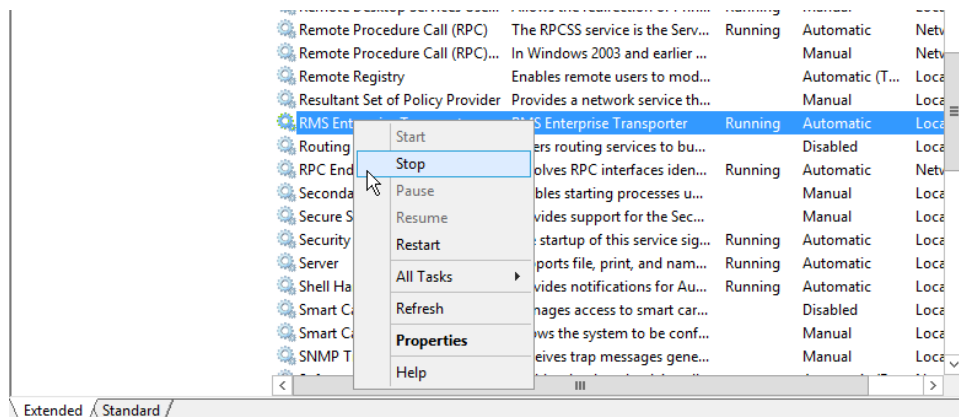 Remote Procedure Call (RPC) The RPCSS service is the Serv... Running Automatic Netw
Remote Procedure Call (RPC)... In Windows 2003 and earlier ... Manual Netw
Remote Registry Enables remote users to mod... Automatic (T... Loca
Resultant Set of Policy Provider Provides a network service th... Manual Loca
RMS Ent S Enterprise Transporter Running Automatic Loca
Start
Routing ers routing services to bu... Disabled Loca
Stop
RPC End olves RPC interfaces iden... Running Automatic Netw
Seconda bles starting processes u... Manual Loca
Pause
Secure S vides support for the Sec... Manual Loca
Resume
Security startup of this service sig... Running Automatic Loca
Restart
Server ports file, print, and nam... Running Automatic Loca
All Tasks
Shell Ha vides notifications for Au... Running Automatic Loca
Smart Ca nages access to smart car... Disabled Loca
Refresh
Smart Ca ws the system to be conf... Manual Loca
Properties
SNMP T eives trap messages gene... Manual Loca
Help
Extended Standard